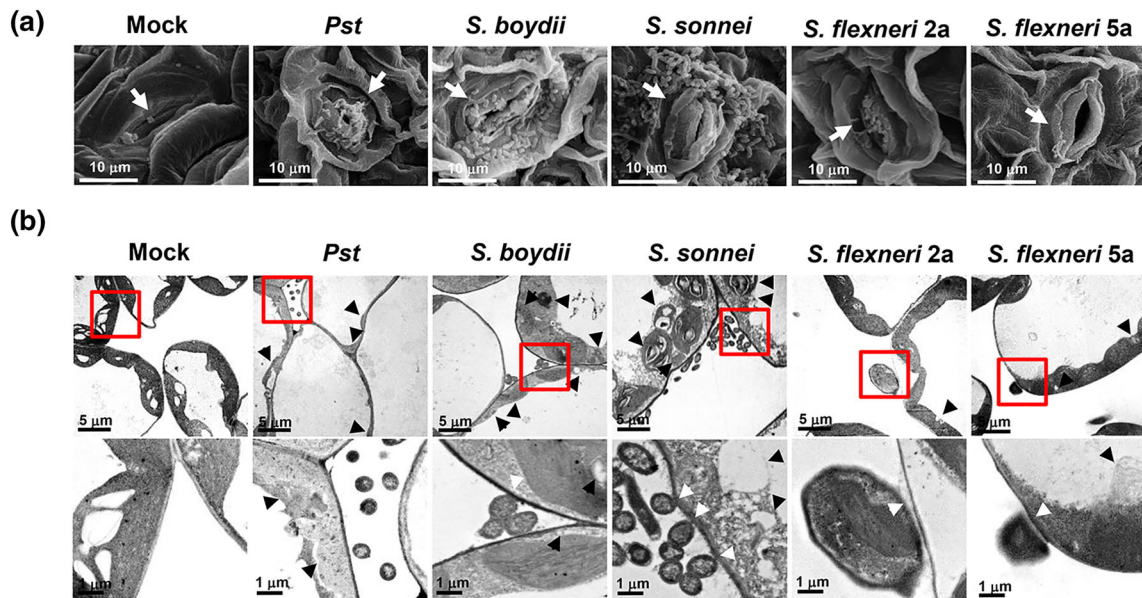 (a)
Mock Pst S. boydii S. sonnei S. flexneri 2a S. flexneri 5a
10 μm 10 μm 10 μm 10 μm 10 μm 10 μm
(b)
Mock Pst S. boydii S. sonnei S. flexneri 2a S. flexneri 5a
5 μm 5 μm 5 μm 5 μm 5 μm 5 μm
1 μm 1 μm 1 μm 1 μm 1 μm 1 μm